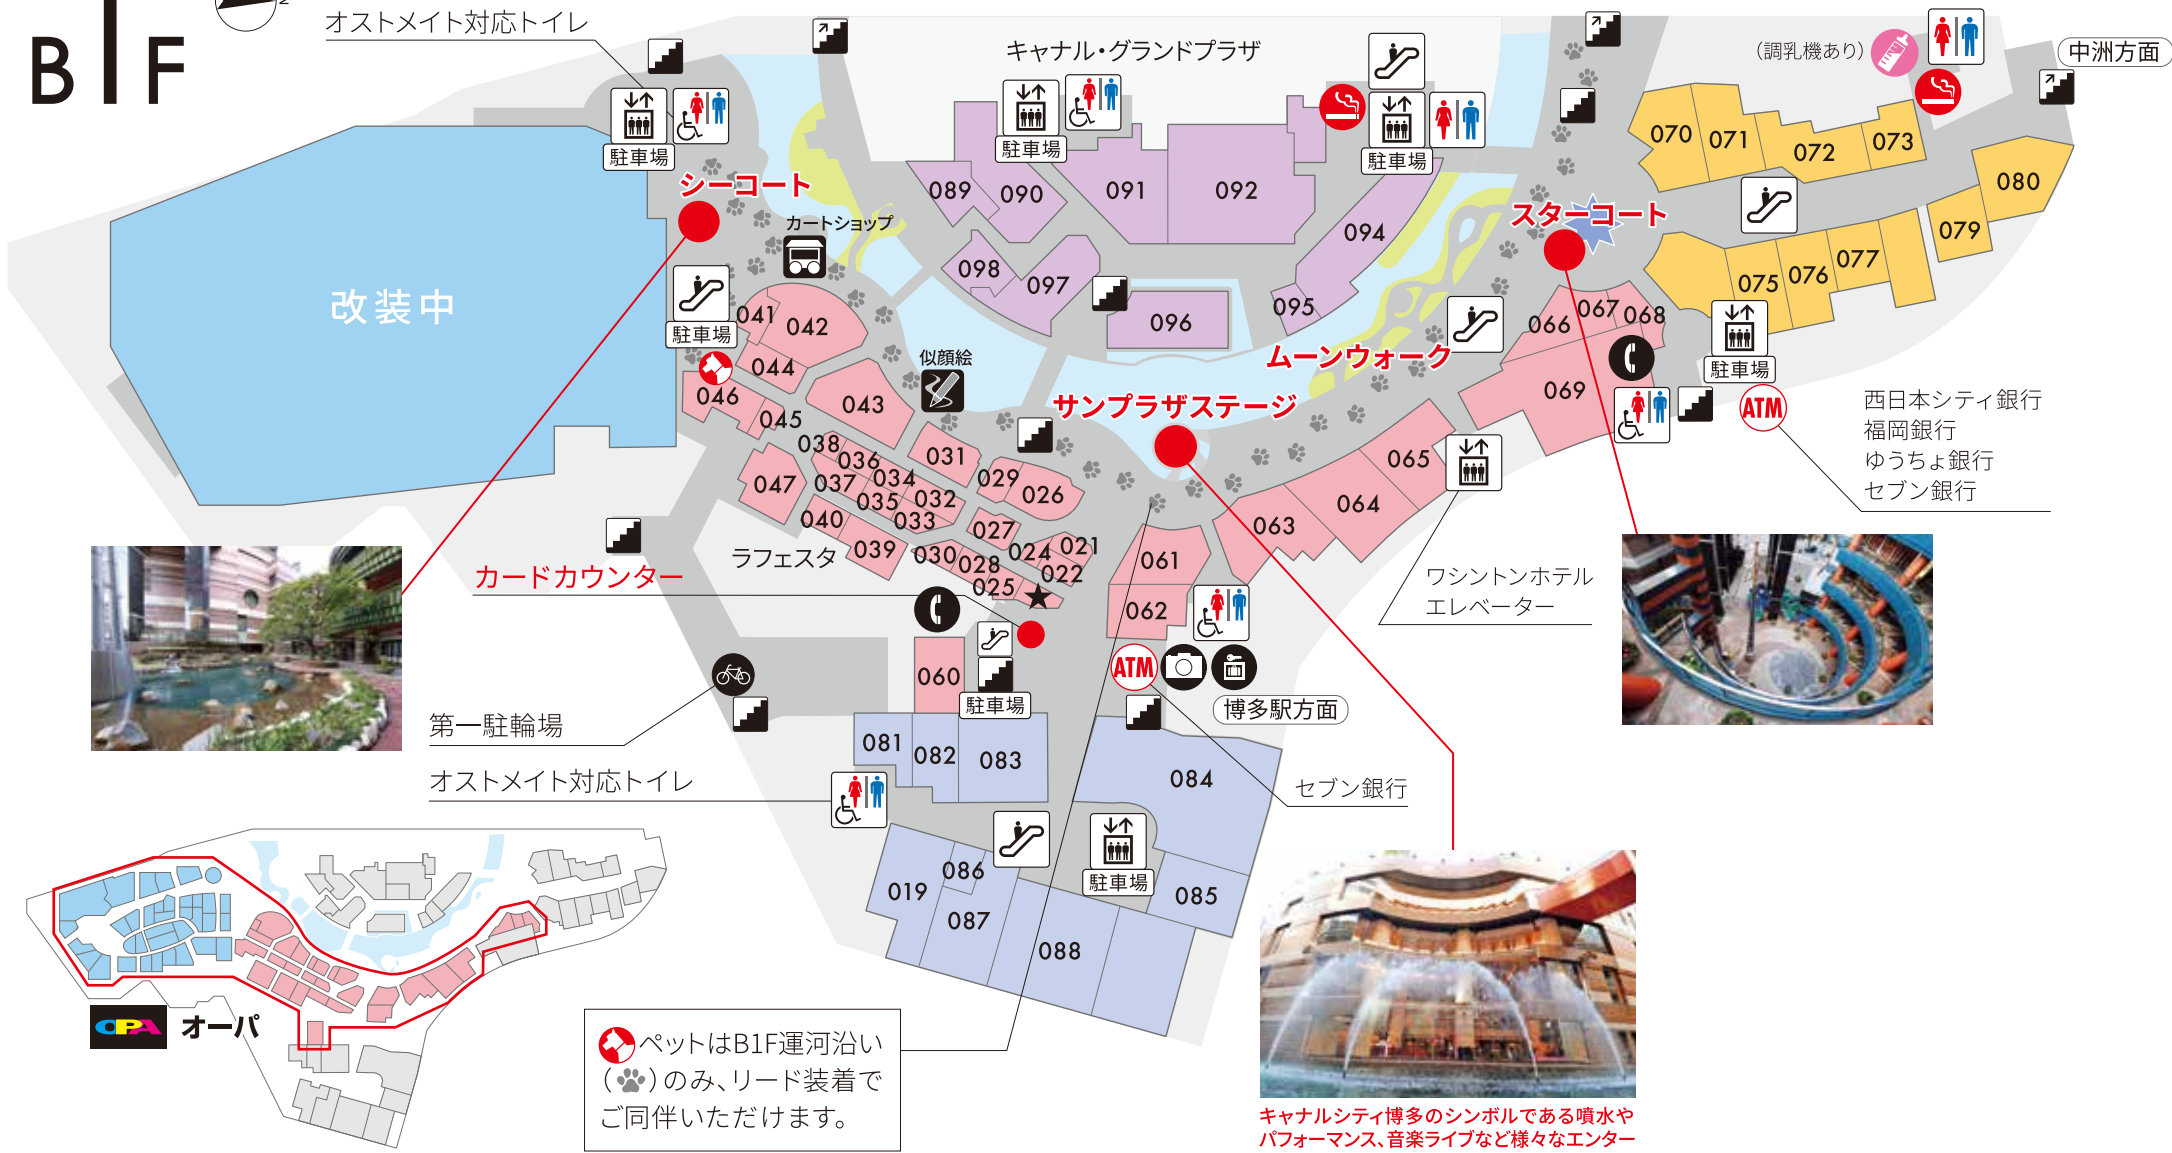 B1F
N
オストメイト対応トイレ
キャナル・グランドプラザ
(調乳機あり)
中洲方面
駐車場
駐車場
駐車場
シーコート
カートショップ
スターコート
改装中
駐車場
似顔絵
ムーンウォーク
サンプラザステージ
駐車場
ATM
西日本シティ銀行
福岡銀行
ゆうちょ銀行
セブン銀行
070
071
072
073
080
079
077
076
075
089
090
091
092
094
098
097
096
095
041
042
044
046
045
043
067
068
066
069
038
036
034
037
035
032
033
031
029
026
047
040
039
030
027
028
025
024
021
022
065
064
063
061
062
ラフェスタ
カードカウンター
ワシントンホテル
エレベーター
060
駐車場
ATM
博多駅方面
第一駐輪場
オストメイト対応トイレ
セブン銀行
081
082
083
084
駐車場
019
086
087
088
085
OPA オーパ
ペットはB1F運河沿い
( )のみ、リード装着で
ご同伴いただけます。
キャナルシティ博多のシンボルである噴水や
パフォーマンス、音楽ライブなど様々なエンター